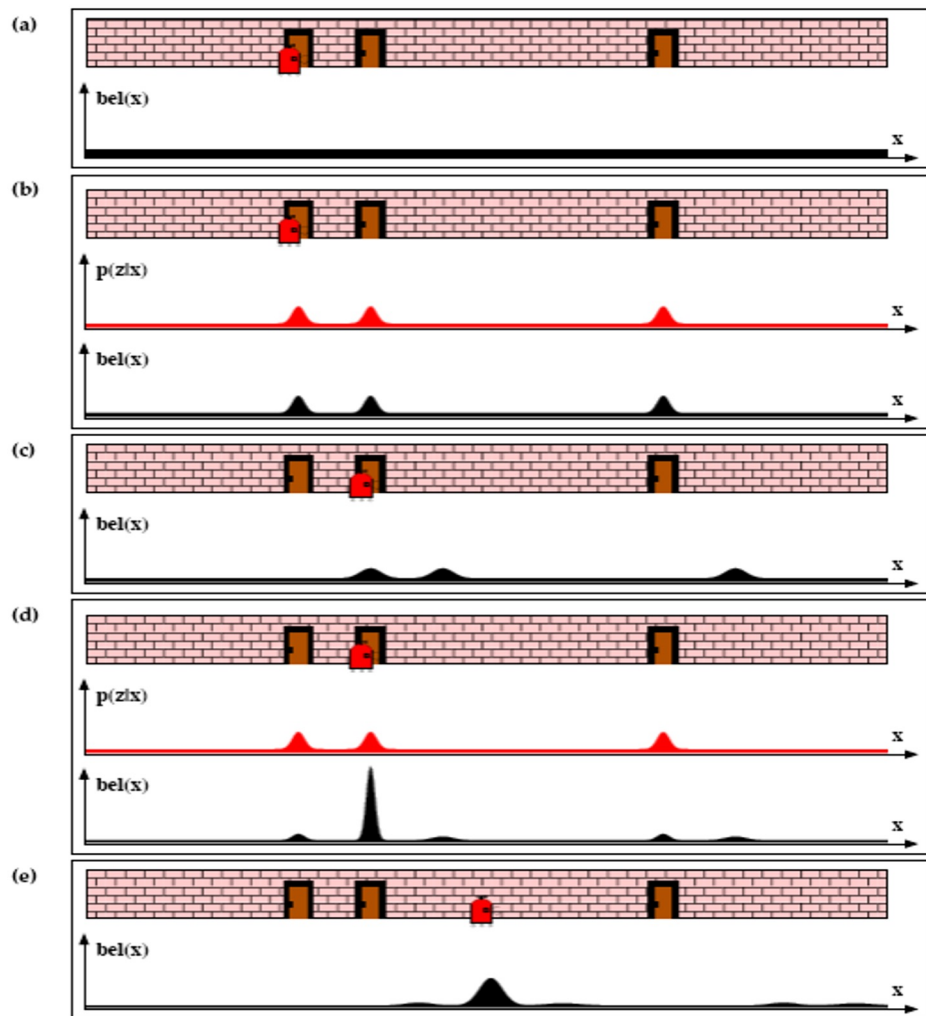 (a)
bel(x)
x
(b)
p(z|x)
x
bel(x)
x
(c)
bel(x)
x
(d)
p(z|x)
x
bel(x)
x
(e)
bel(x)
x